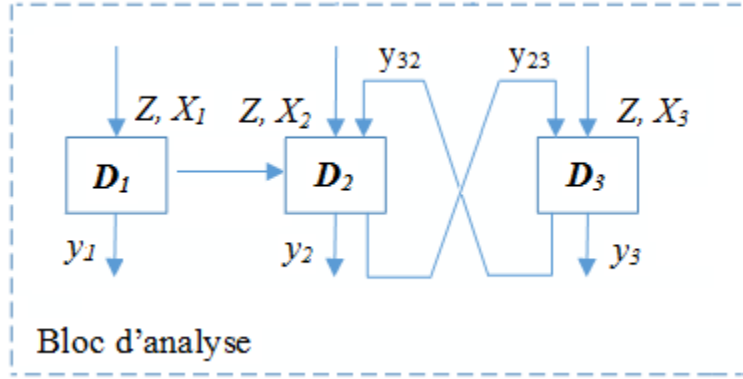 y32 y23
Z, X1 Z, X2 Z, X3
D1 D2 D3
y1 y2 y3
Bloc d'analyse